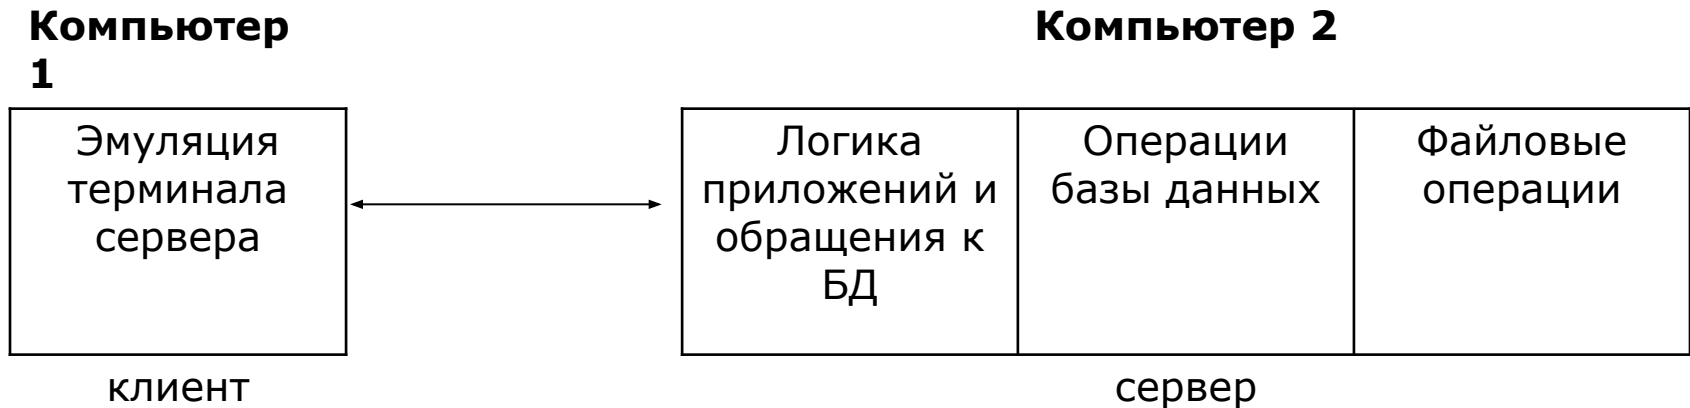 Компьютер
1
Компьютер 2
Эмуляция
терминала
сервера
Логика
приложений и
обращения к
БД
Операции
базы данных
Файловые
операции
клиент
сервер